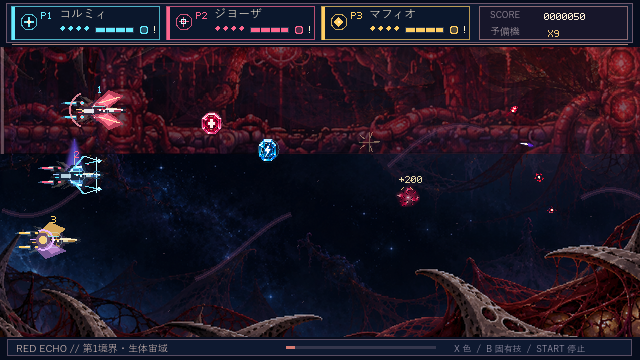 P1 コルミィ
!
P2 ジョーザ
!
P3 マフィオ
!
SCORE 0000050
予備機 X9
1
2
3
+200
RED ECHO // 第1境界・生体宙域
X 色 / B 固有技 / START 停止